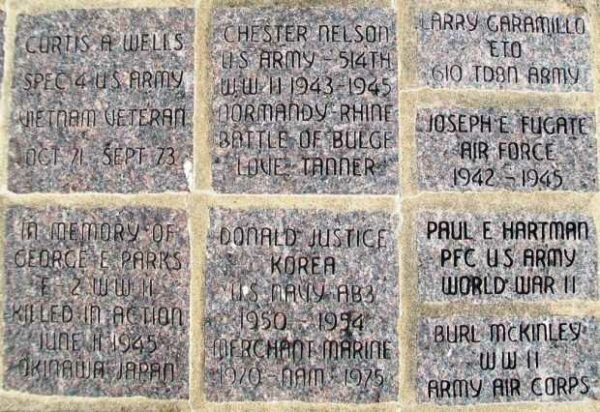 CURTIS A WELLS
SPEC 4 U S ARMY
VIETNAM VETERAN
OCT 71 SEPT 73
CHESTER NELSON
U S ARMY - 514TH
W W II 1943-1945
NORMANDY RHINE
BATTLE OF BULGE
LOVE, TANNER
LARRY GARAMILLO
ETO
610 TDBN ARMY
JOSEPH E FUGATE
AIR FORCE
1942 - 1945
IN MEMORY OF
GEORGE E PARKS
E-2 W W II
KILLED IN ACTION
JUNE 11 1945
OKINAWA JAPAN
DONALD JUSTICE
KOREA
U S NAVY AB3
1950 1954
MERCHANT MARINE
1970 - NAM - 1975
PAUL E HARTMAN
PFC U S ARMY
WORLD WAR II
BURL MCKINLEY
W W II
ARMY AIR CORPS